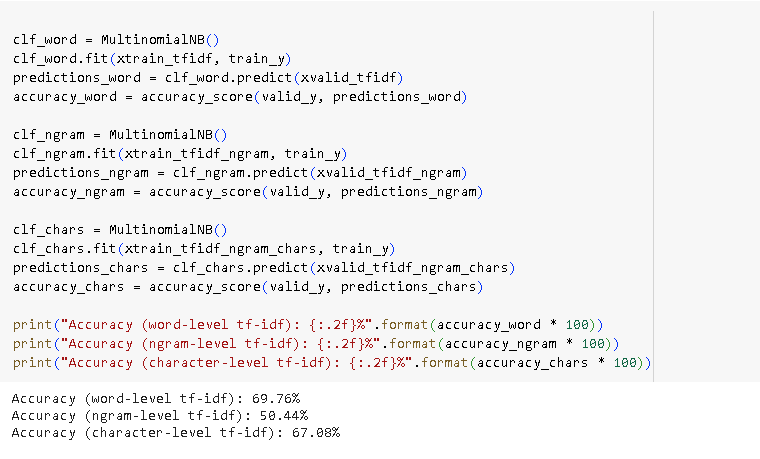 clf_word = MultinomialNB()
clf_word.fit(xtrain_tfidf, train_y)
predictions_word = clf_word.predict(xvalid_tfidf)
accuracy_word = accuracy_score(valid_y, predictions_word)
clf_ngram = MultinomialNB()
clf_ngram.fit(xtrain_tfidf_ngram, train_y)
predictions_ngram = clf_ngram.predict(xvalid_tfidf_ngram)
accuracy_ngram = accuracy_score(valid_y, predictions_ngram)
clf_chars = MultinomialNB()
clf_chars.fit(xtrain_tfidf_ngram_chars, train_y)
predictions_chars = clf_chars.predict(xvalid_tfidf_ngram_chars)
accuracy_chars = accuracy_score(valid_y, predictions_chars)
print("Accuracy (word-level tf-idf): {:.2f}%".format(accuracy_word * 100))
print("Accuracy (ngram-level tf-idf): {:.2f}%".format(accuracy_ngram * 100))
print("Accuracy (character-level tf-idf): {:.2f}%".format(accuracy_chars * 100))
Accuracy (word-level tf-idf): 69.76%
Accuracy (ngram-level tf-idf): 50.44%
Accuracy (character-level tf-idf): 67.08%